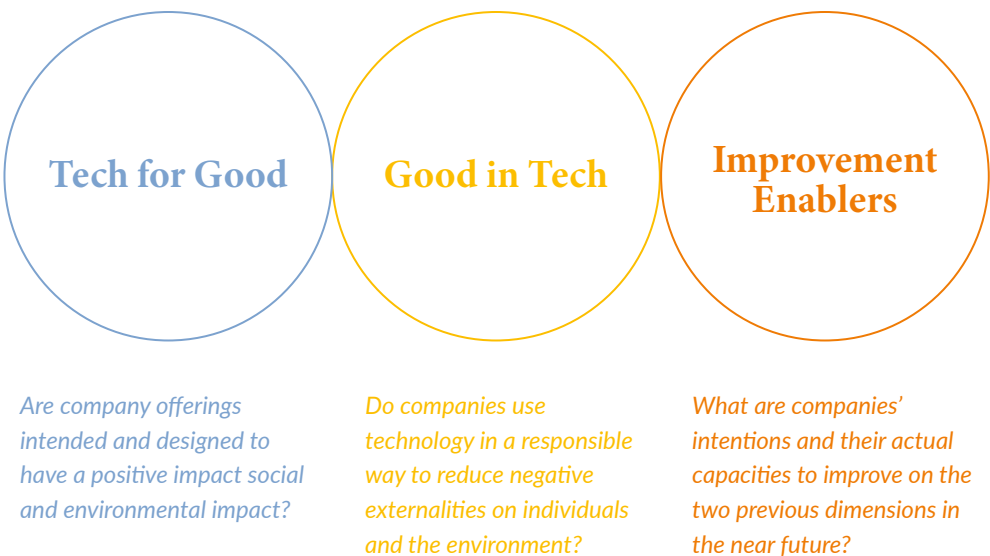 Tech for Good
Good in Tech
Improvement
Enablers
Are company offerings
intended and designed to
have a positive impact social
and environmental impact?
Do companies use
technology in a responsible
way to reduce negative
externalities on individuals
and the environment?
What are companies’
intentions and their actual
capacities to improve on the
two previous dimensions in
the near future?